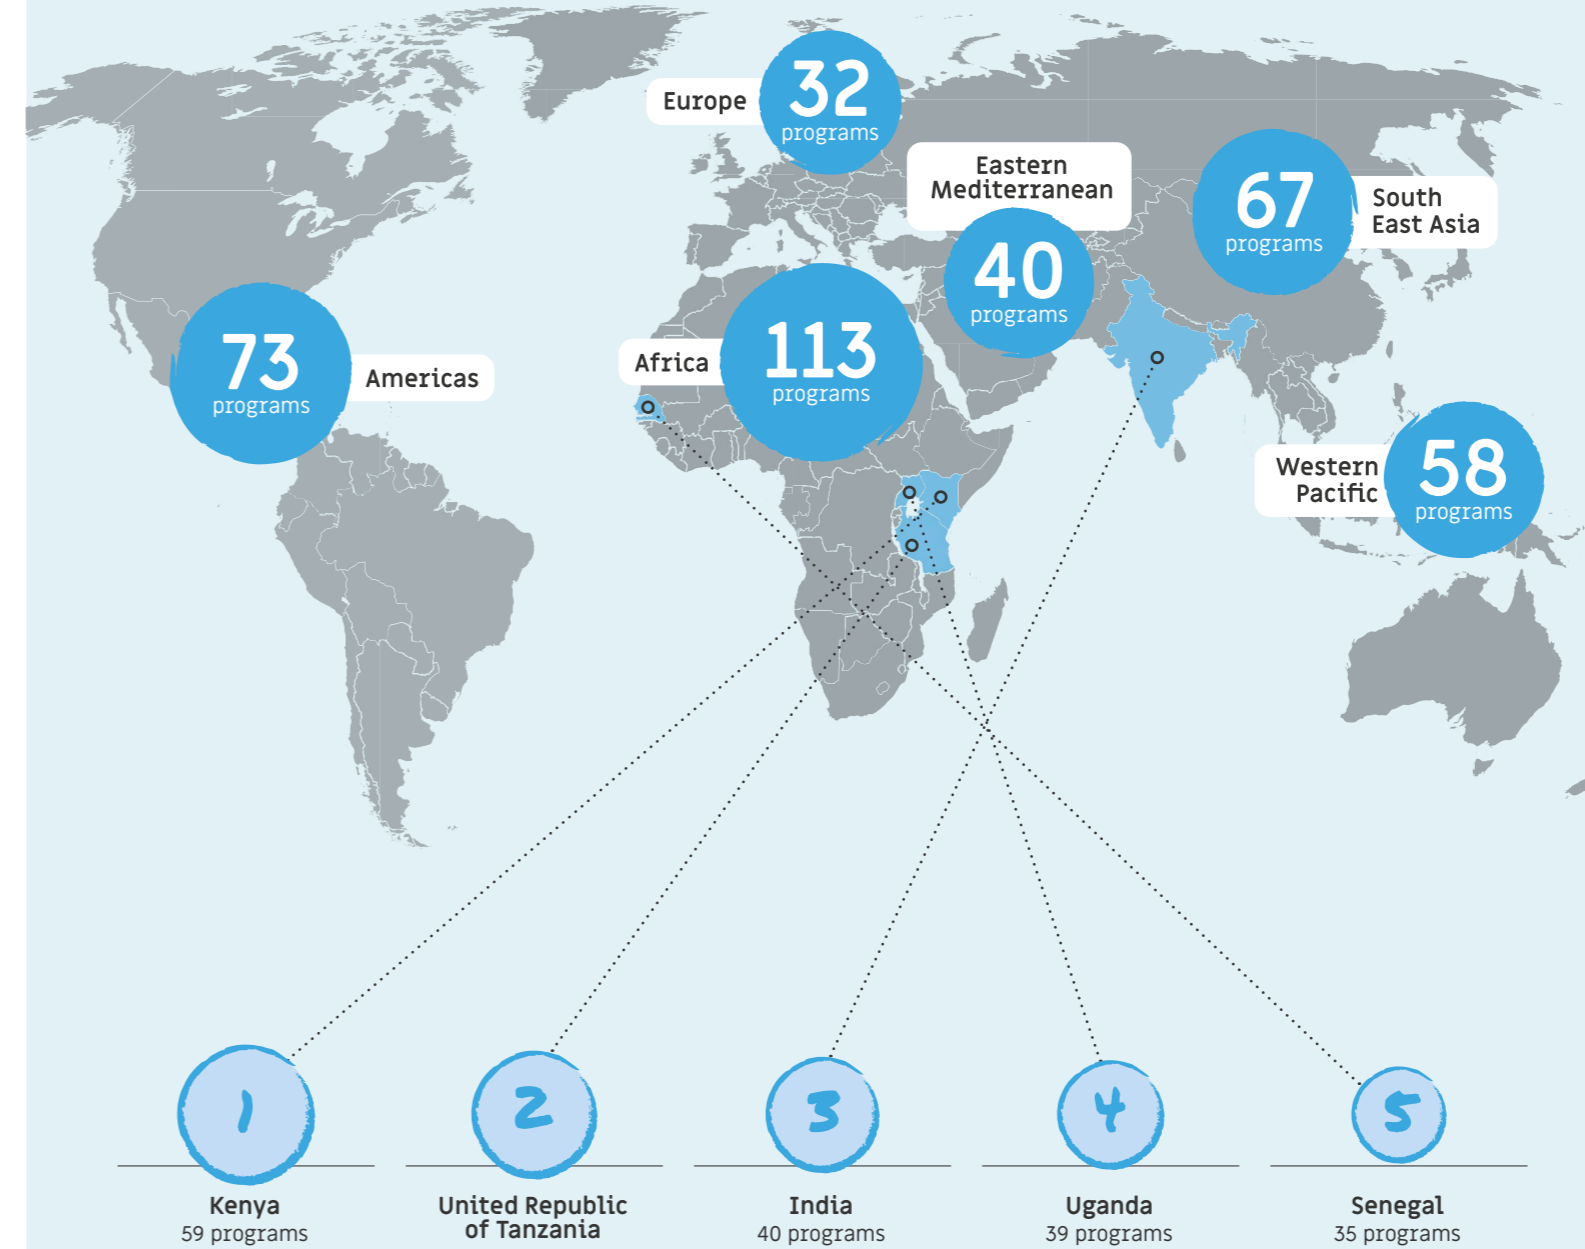 Europe
32
programs
Eastern
Mediterranean
40
programs
67
programs
South
East Asia
73
programs
Americas
Africa
113
programs
Western
Pacific
58
programs
1
2
3
4
5
Kenya
59 programs
United Republic
of Tanzania
India
40 programs
Uganda
39 programs
Senegal
35 programs